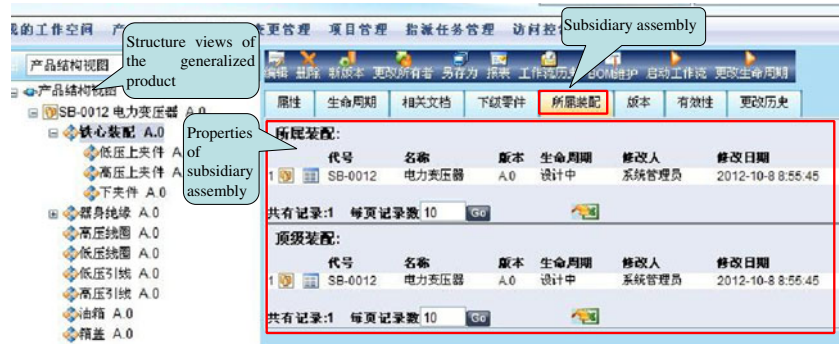 我的工作空间 产
变更管理 项目管理 指派任务管理 访问控
Subsidiary assembly
Structure views of the generalized product
产品结构视图
编辑 删除 新版本 更改所有者 另存为 报表 工作流历史 BOM维护 启动工作流 更改生命周期
属性 生命周期 相关文档 下级零件 所属装配 版本 有效性 更改历史
产品结构视图
SB-0012 电力变压器 A.0
铁心装配 A.0
低压上夹件 A
高压上夹件 A
下夹件 A.0
器身绝缘 A.0
高压线圈 A.0
低压线圈 A.0
低压引线 A.0
高压引线 A.0
油箱 A.0
箱盖 A.0
Properties of subsidiary assembly
所属装配:
代号 名称 版本 生命周期 修改人 修改日期
1 SB-0012 电力变压器 A.0 设计中 系统管理员 2012-10-8 8:55:45
共有记录:1 每页记录数 10 Go
顶级装配:
代号 名称 版本 生命周期 修改人 修改日期
1 SB-0012 电力变压器 A.0 设计中 系统管理员 2012-10-8 8:55:45
共有记录:1 每页记录数 10 Go